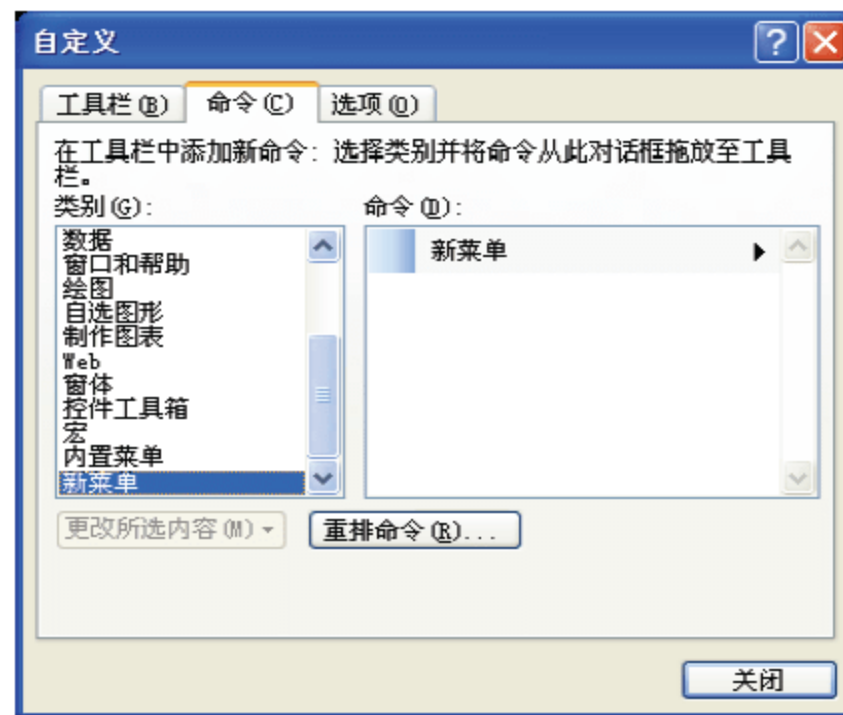 自定义
工具栏(B) 命令(C) 选项(O)
在工具栏中添加新命令：选择类别并将命令从此对话框拖放至工具
栏。
类别(G)： 命令(D)：
数据
窗口和帮助
绘图
自选图形
制作图表
Web
窗体
控件工具箱
宏
内置菜单
新菜单
新菜单
更改所选内容(M) 重排命令(R)...
关闭